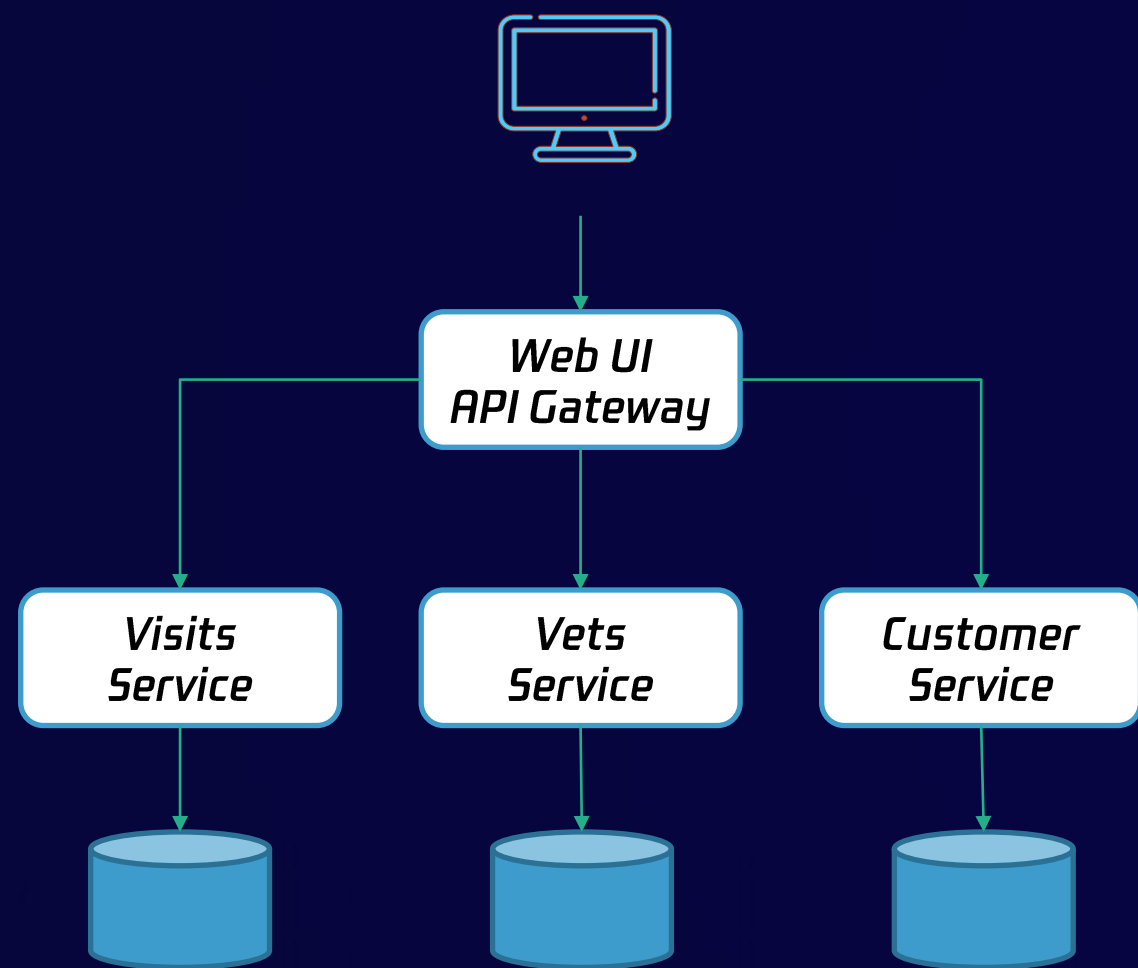 Web UI
API Gateway
Visits
Service
Vets
Service
Customer
Service